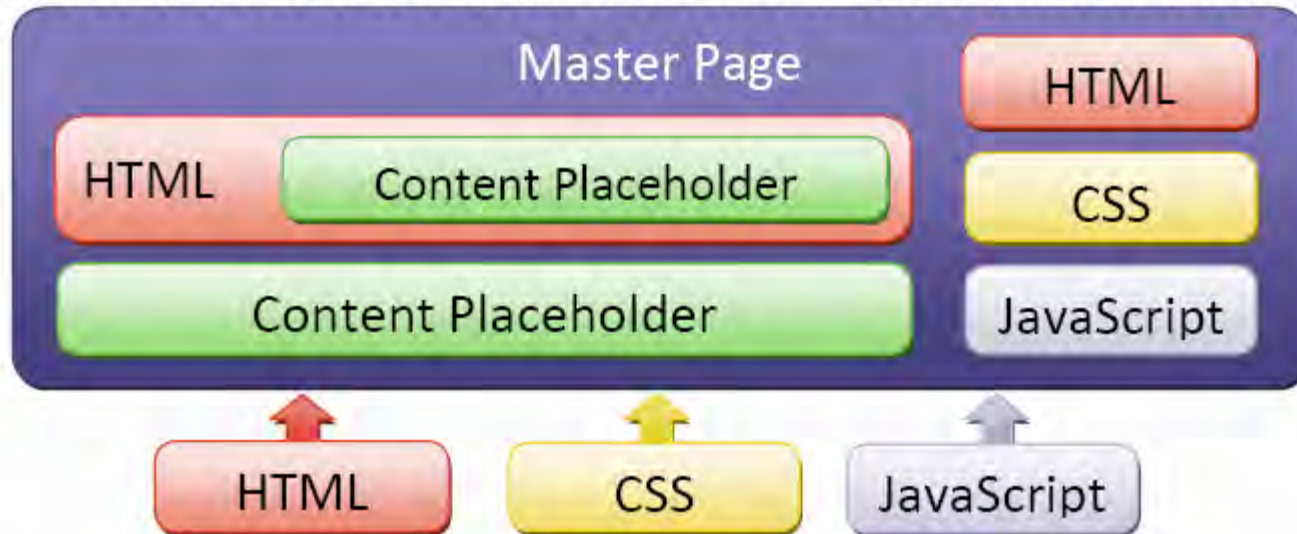 Master Page
HTML
HTML
Content Placeholder
CSS
Content Placeholder
JavaScript
HTML
CSS
JavaScript